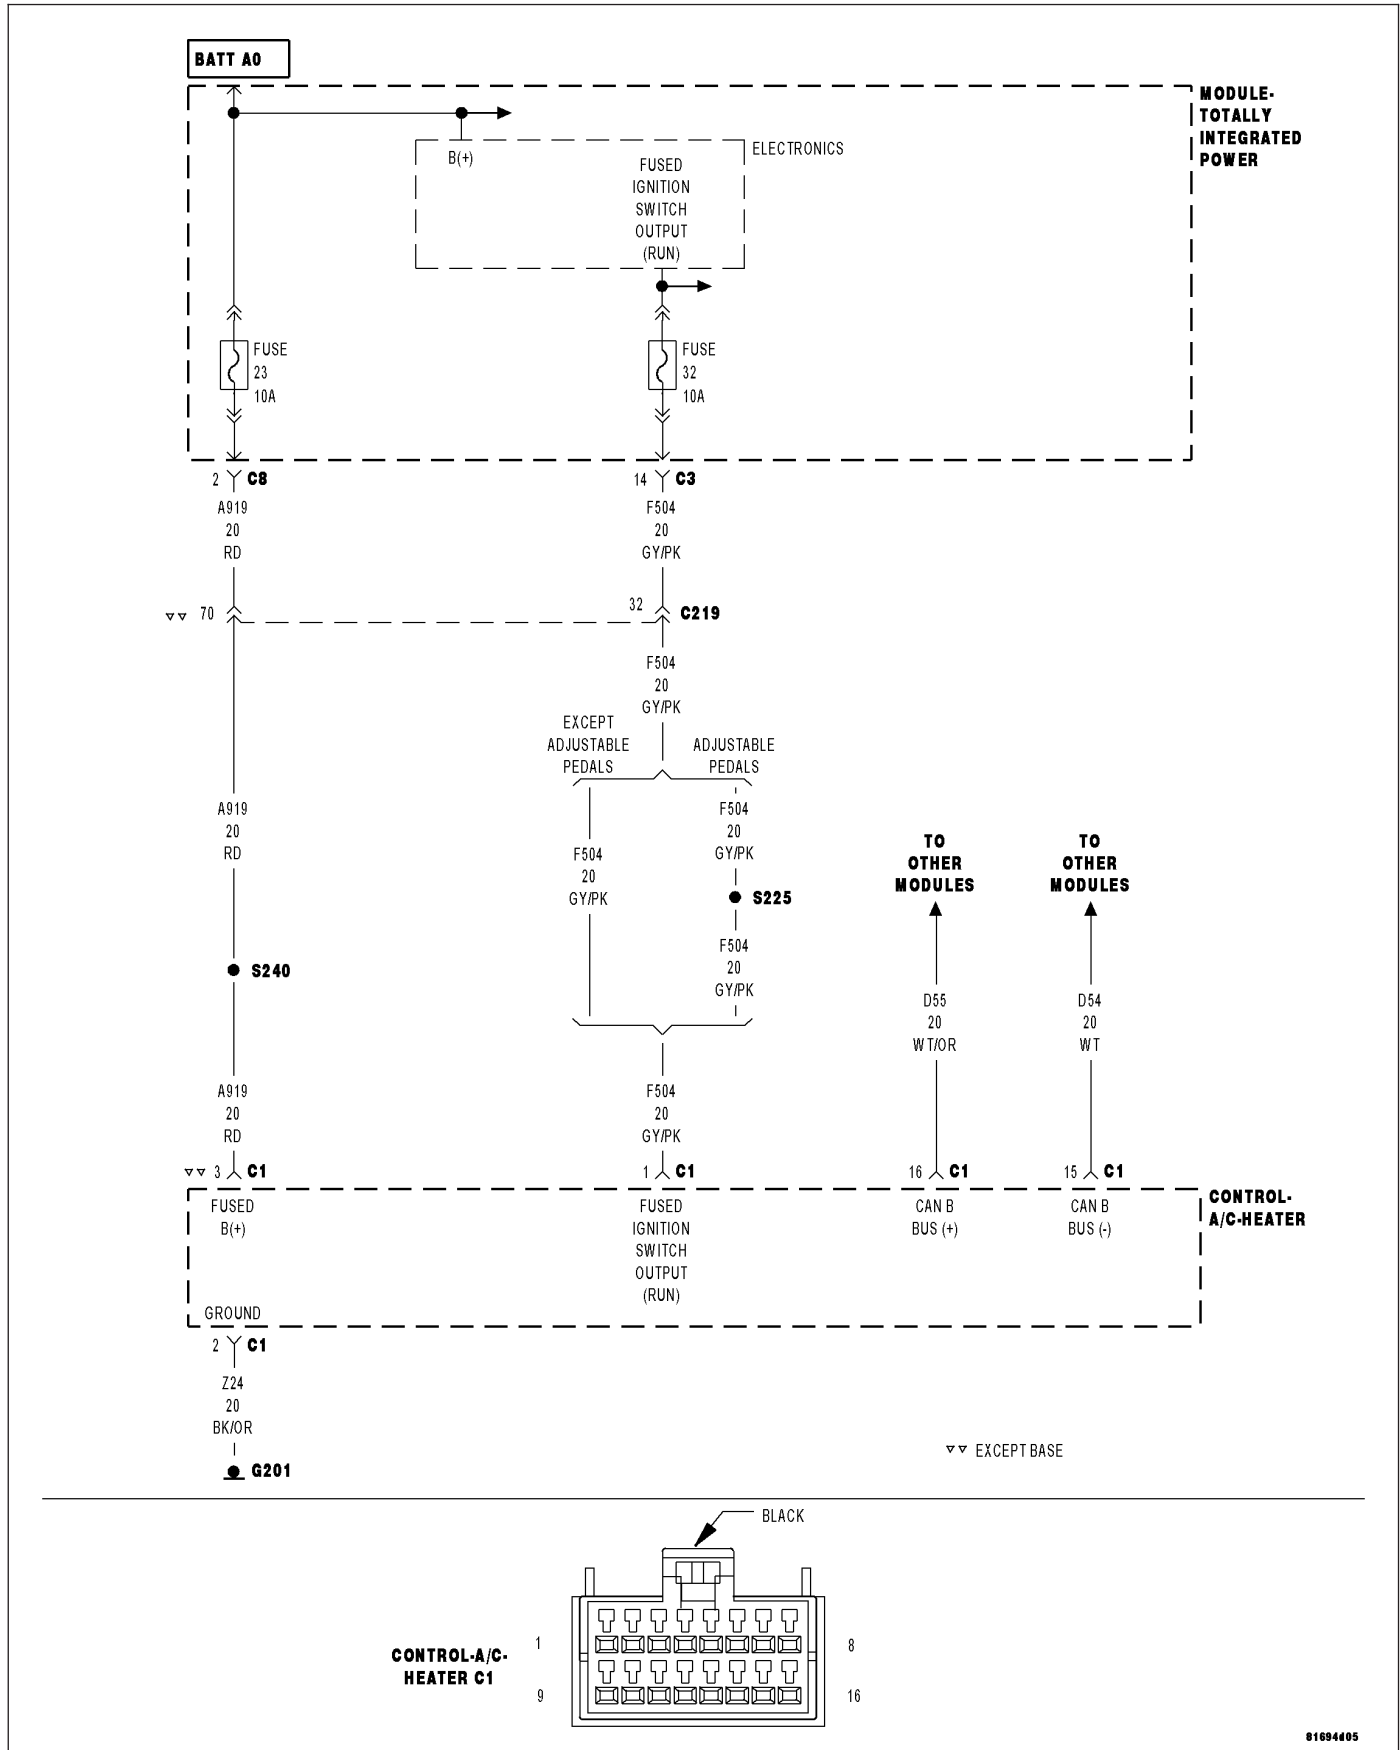 BATT A0
MODULE-
TOTALLY
INTEGRATED
POWER
ELECTRONICS
B(+)
FUSED
IGNITION
SWITCH
OUTPUT
(RUN)
FUSE
23
10A
FUSE
32
10A
2 C8
14 C3
A919
20
RD
F504
20
GY/PK
70
32 C219
F504
20
GY/PK
EXCEPT
ADJUSTABLE
PEDALS
ADJUSTABLE
PEDALS
A919
20
RD
F504
20
GY/PK
F504
20
GY/PK
S225
F504
20
GY/PK
TO
OTHER
MODULES
TO
OTHER
MODULES
S240
D55
20
WT/OR
D54
20
WT
A919
20
RD
F504
20
GY/PK
3 C1
1 C1
16 C1
15 C1
CONTROL-
A/C-HEATER
FUSED
B(+)
FUSED
IGNITION
SWITCH
OUTPUT
(RUN)
CAN B
BUS (+)
CAN B
BUS (-)
GROUND
2 C1
Z24
20
BK/OR
G201
EXCEPT BASE
BLACK
CONTROL-A/C-
HEATER C1
1
8
9
16
81694d05